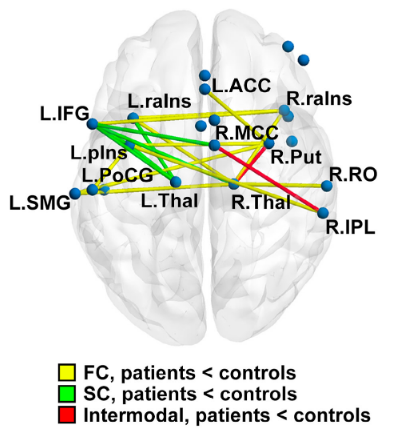 L.ACC
L.raIns
R.raIns
L.IFG
R.MCC
L.pIns
R.Put
L.PoCG
R.RO
L.SMG
L.Thal
R.Thal
R.IPL
FC, patients < controls
SC, patients < controls
Intermodal, patients < controls